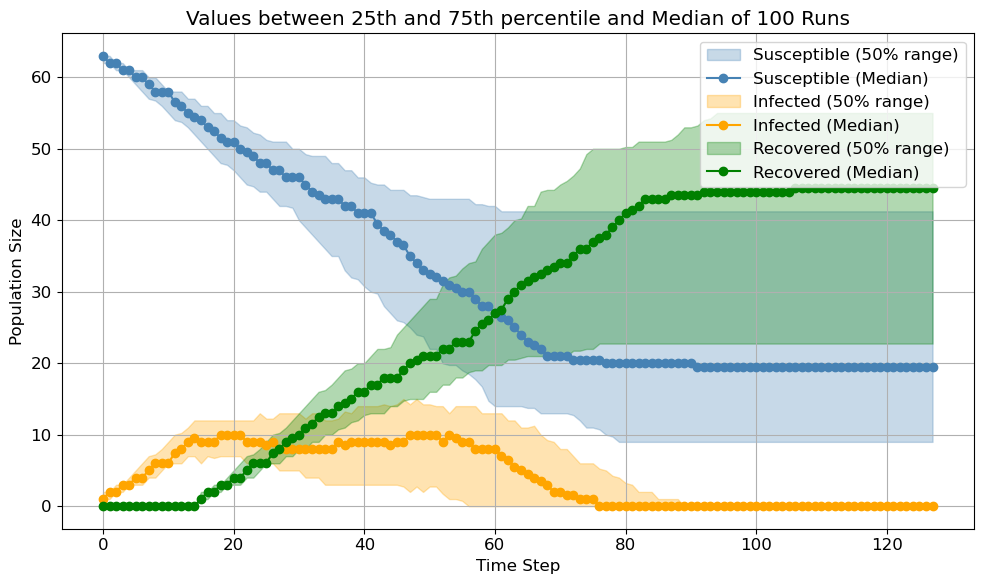 Values between 25th and 75th percentile and Median of 100 Runs
Susceptible (50% range)
Susceptible (Median)
Infected (50% range)
Infected (Median)
Recovered (50% range)
Recovered (Median)
Population Size
60
50
40
30
20
10
0
0 20 40 60 80 100 120
Time Step